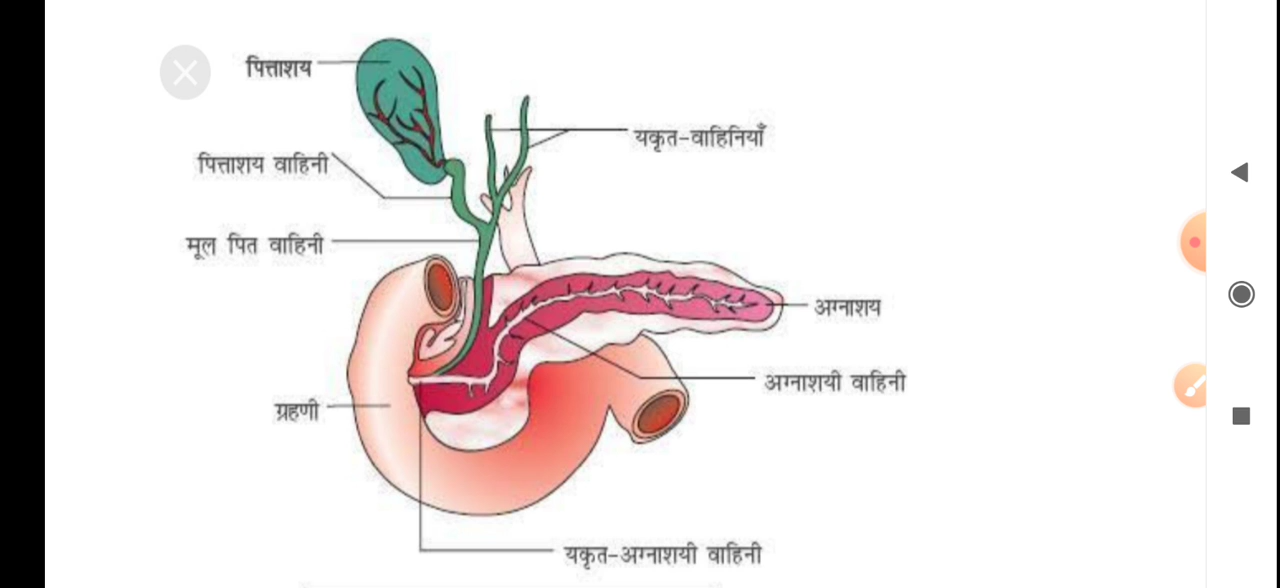 पित्ताशय
यकृत-वाहिनियाँ
पित्ताशय वाहिनी
मूल पित वाहिनी
अग्नाशय
अग्नाशयी वाहिनी
ग्रहणी
यकृत-अग्नाशयी वाहिनी